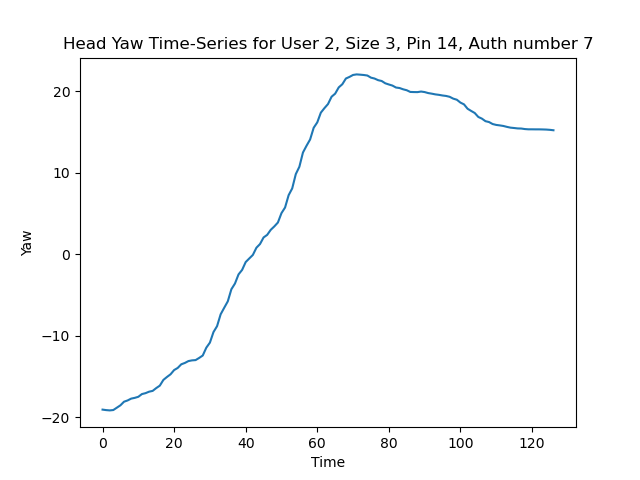 Head Yaw Time-Series for User 2, Size 3, Pin 14, Auth number 7
20
10
0
−10
−20
Yaw
0 20 40 60 80 100 120
Time